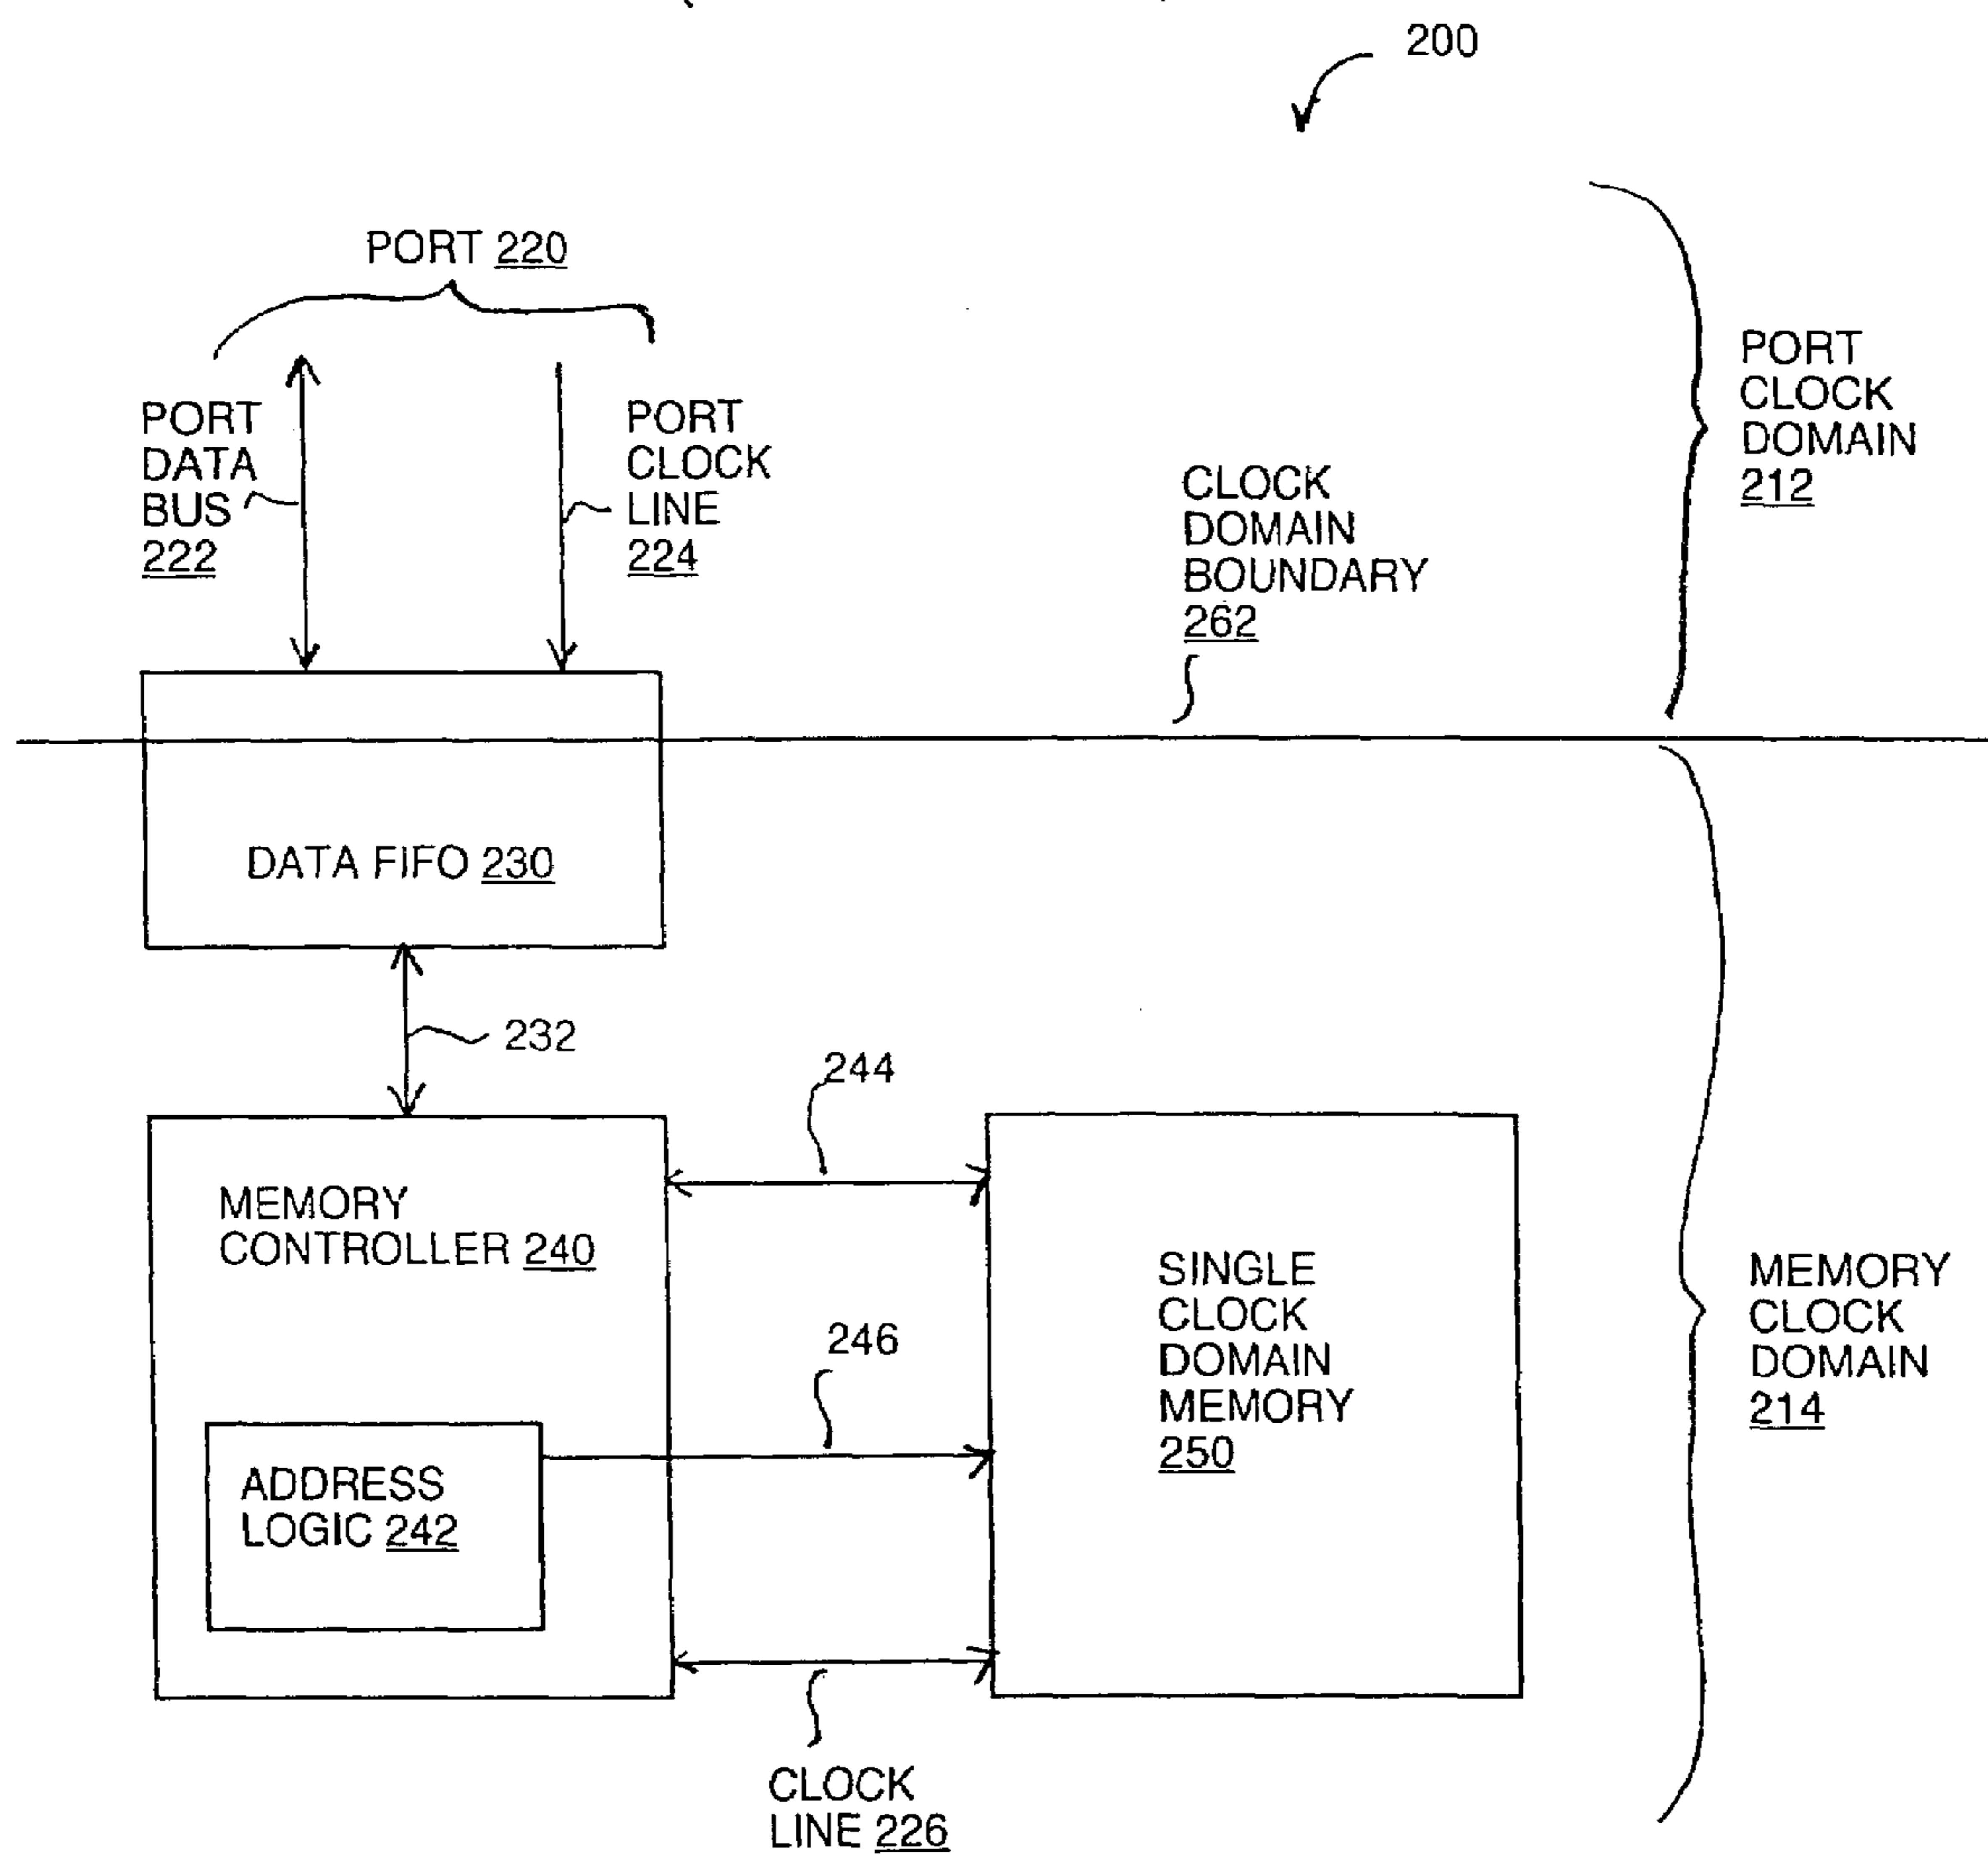 200
PORT 220
PORT
DATA
BUS
222
PORT
CLOCK
LINE
224
CLOCK
DOMAIN
BOUNDARY
262
PORT
CLOCK
DOMAIN
212
DATA FIFO 230
232
244
MEMORY
CONTROLLER 240
246
ADDRESS
LOGIC 242
SINGLE
CLOCK
DOMAIN
MEMORY
250
MEMORY
CLOCK
DOMAIN
214
CLOCK
LINE 226